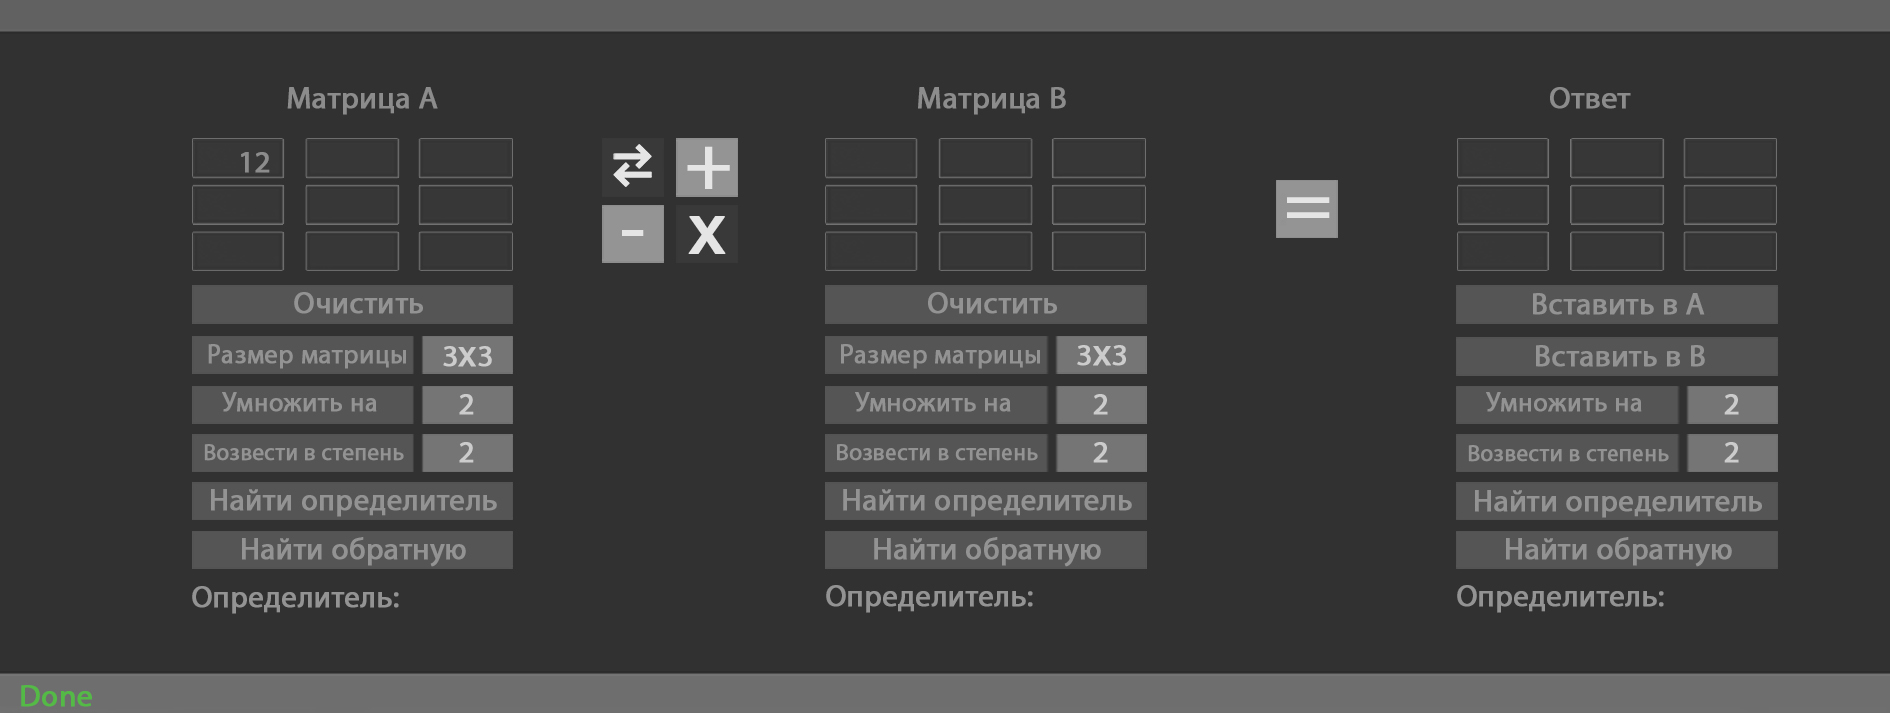 Матрица А
Матрица В
Ответ
12
⇄ +
- X
=
Очистить
Очистить
Вставить в А
Размер матрицы 3X3
Размер матрицы 3X3
Вставить в В
Умножить на 2
Умножить на 2
Умножить на 2
Возвести в степень 2
Возвести в степень 2
Возвести в степень 2
Найти определитель
Найти определитель
Найти определитель
Найти обратную
Найти обратную
Найти обратную
Определитель:
Определитель:
Определитель:
Done